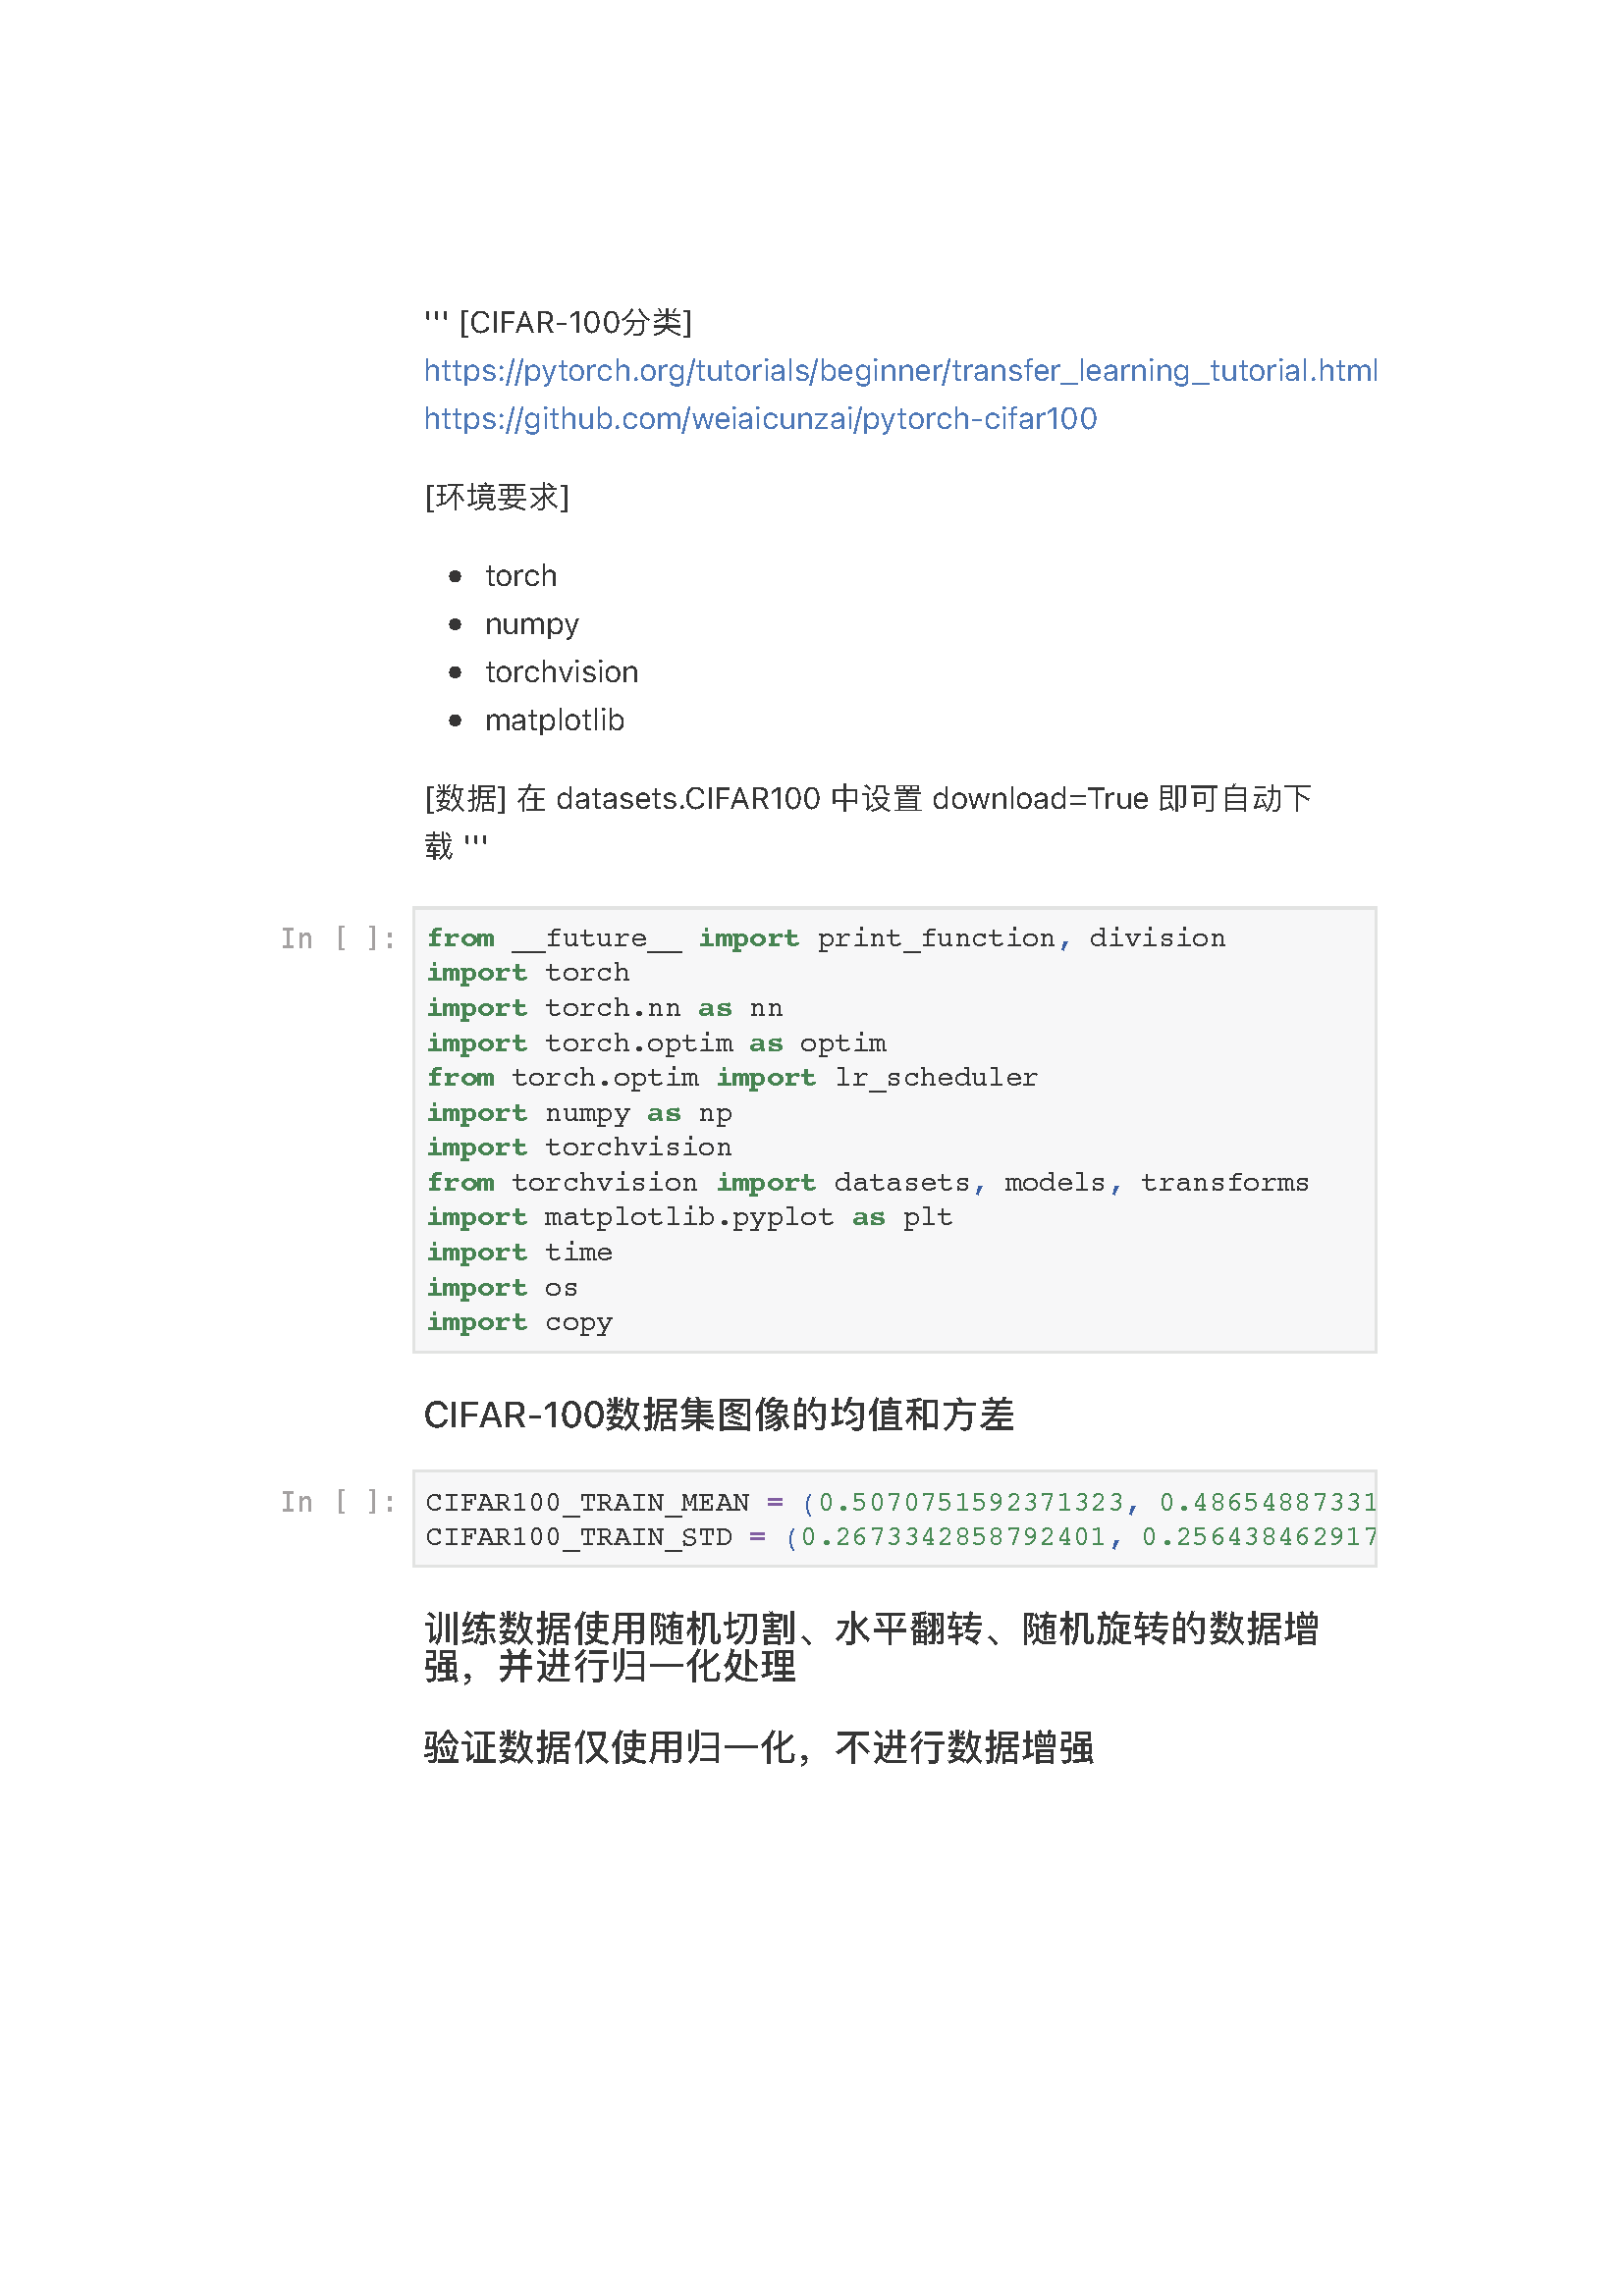 ''' [CIFAR-100分类]
https://pytorch.org/tutorials/beginner/transfer_learning_tutorial.html
https://github.com/weiaicunzai/pytorch-cifar100
[环境要求]
• torch
• numpy
• torchvision
• matplotlib
[数据] 在 datasets.CIFAR100 中设置 download=True 即可自动下
载 '''
In [ ]:
from __future__ import print_function, division
import torch
import torch.nn as nn
import torch.optim as optim
from torch.optim import lr_scheduler
import numpy as np
import torchvision
from torchvision import datasets, models, transforms
import matplotlib.pyplot as plt
import time
import os
import copy
CIFAR-100数据集图像的均值和方差
In [ ]:
CIFAR100_TRAIN_MEAN = (0.5070751592371323, 0.48654887331
CIFAR100_TRAIN_STD = (0.2673342858792401, 0.256438462917
训练数据使用随机切割、水平翻转、随机旋转的数据增
强，并进行归一化处理
验证数据仅使用归一化，不进行数据增强